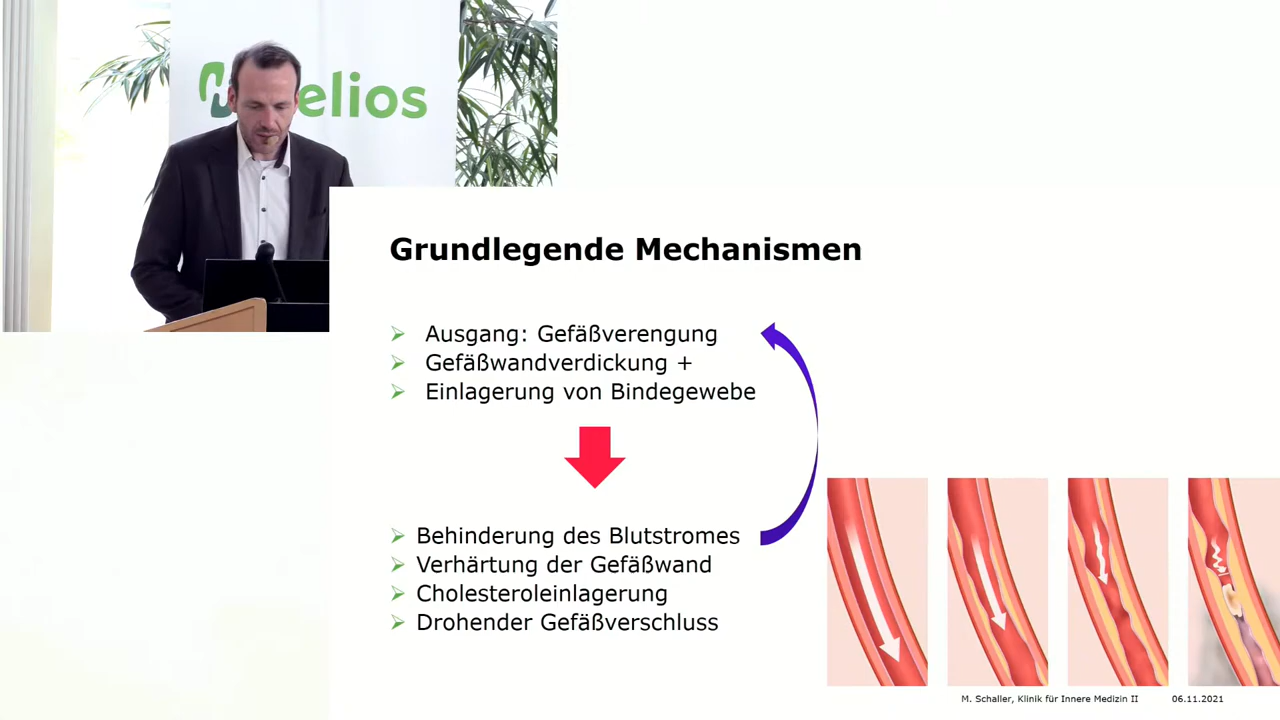 elios
Grundlegende Mechanismen
Ausgang: Gefäßverengung
Gefäßwandverdickung +
Einlagerung von Bindegewebe
Behinderung des Blutstromes
Verhärtung der Gefäßwand
Cholesteroleinlagerung
Drohender Gefäßverschluss
M. Schaller, Klinik für Innere Medizin II 06.11.2021